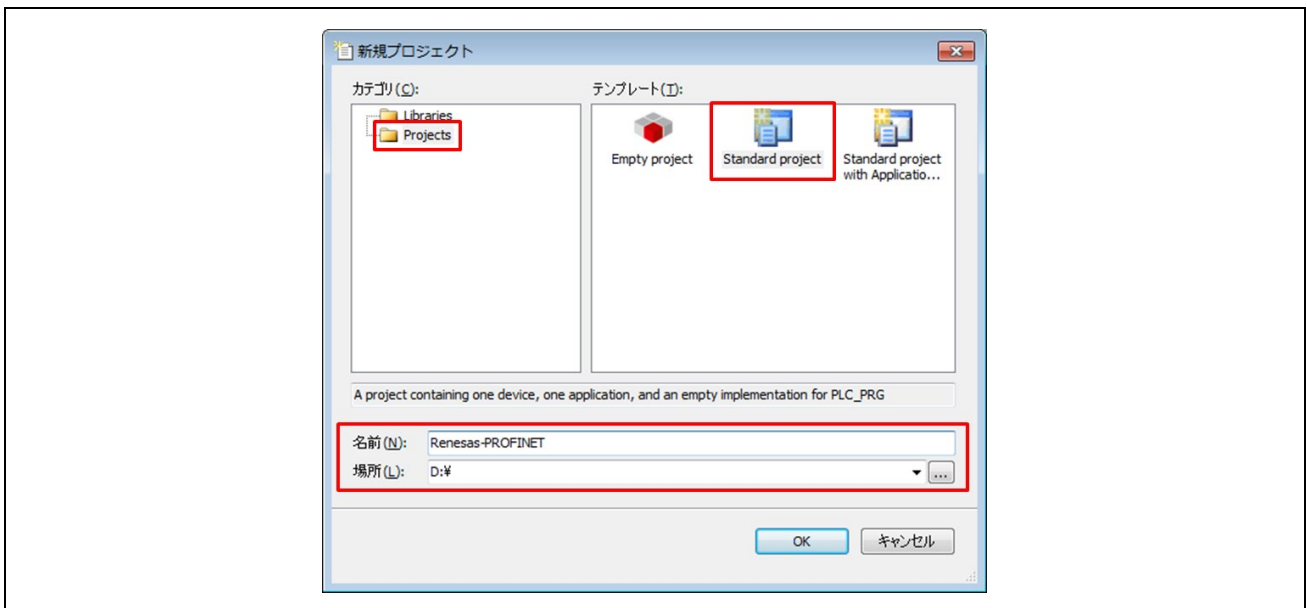 新規プロジェクト
カテゴリ(C):
Libraries
Projects
テンプレート(T):
Empty project
Standard project
Standard project
with Applicatio...
A project containing one device, one application, and an empty implementation for PLC_PRG
名前(N): Renesas-PROFINET
場所(L): D:¥ ...
OK キャンセル